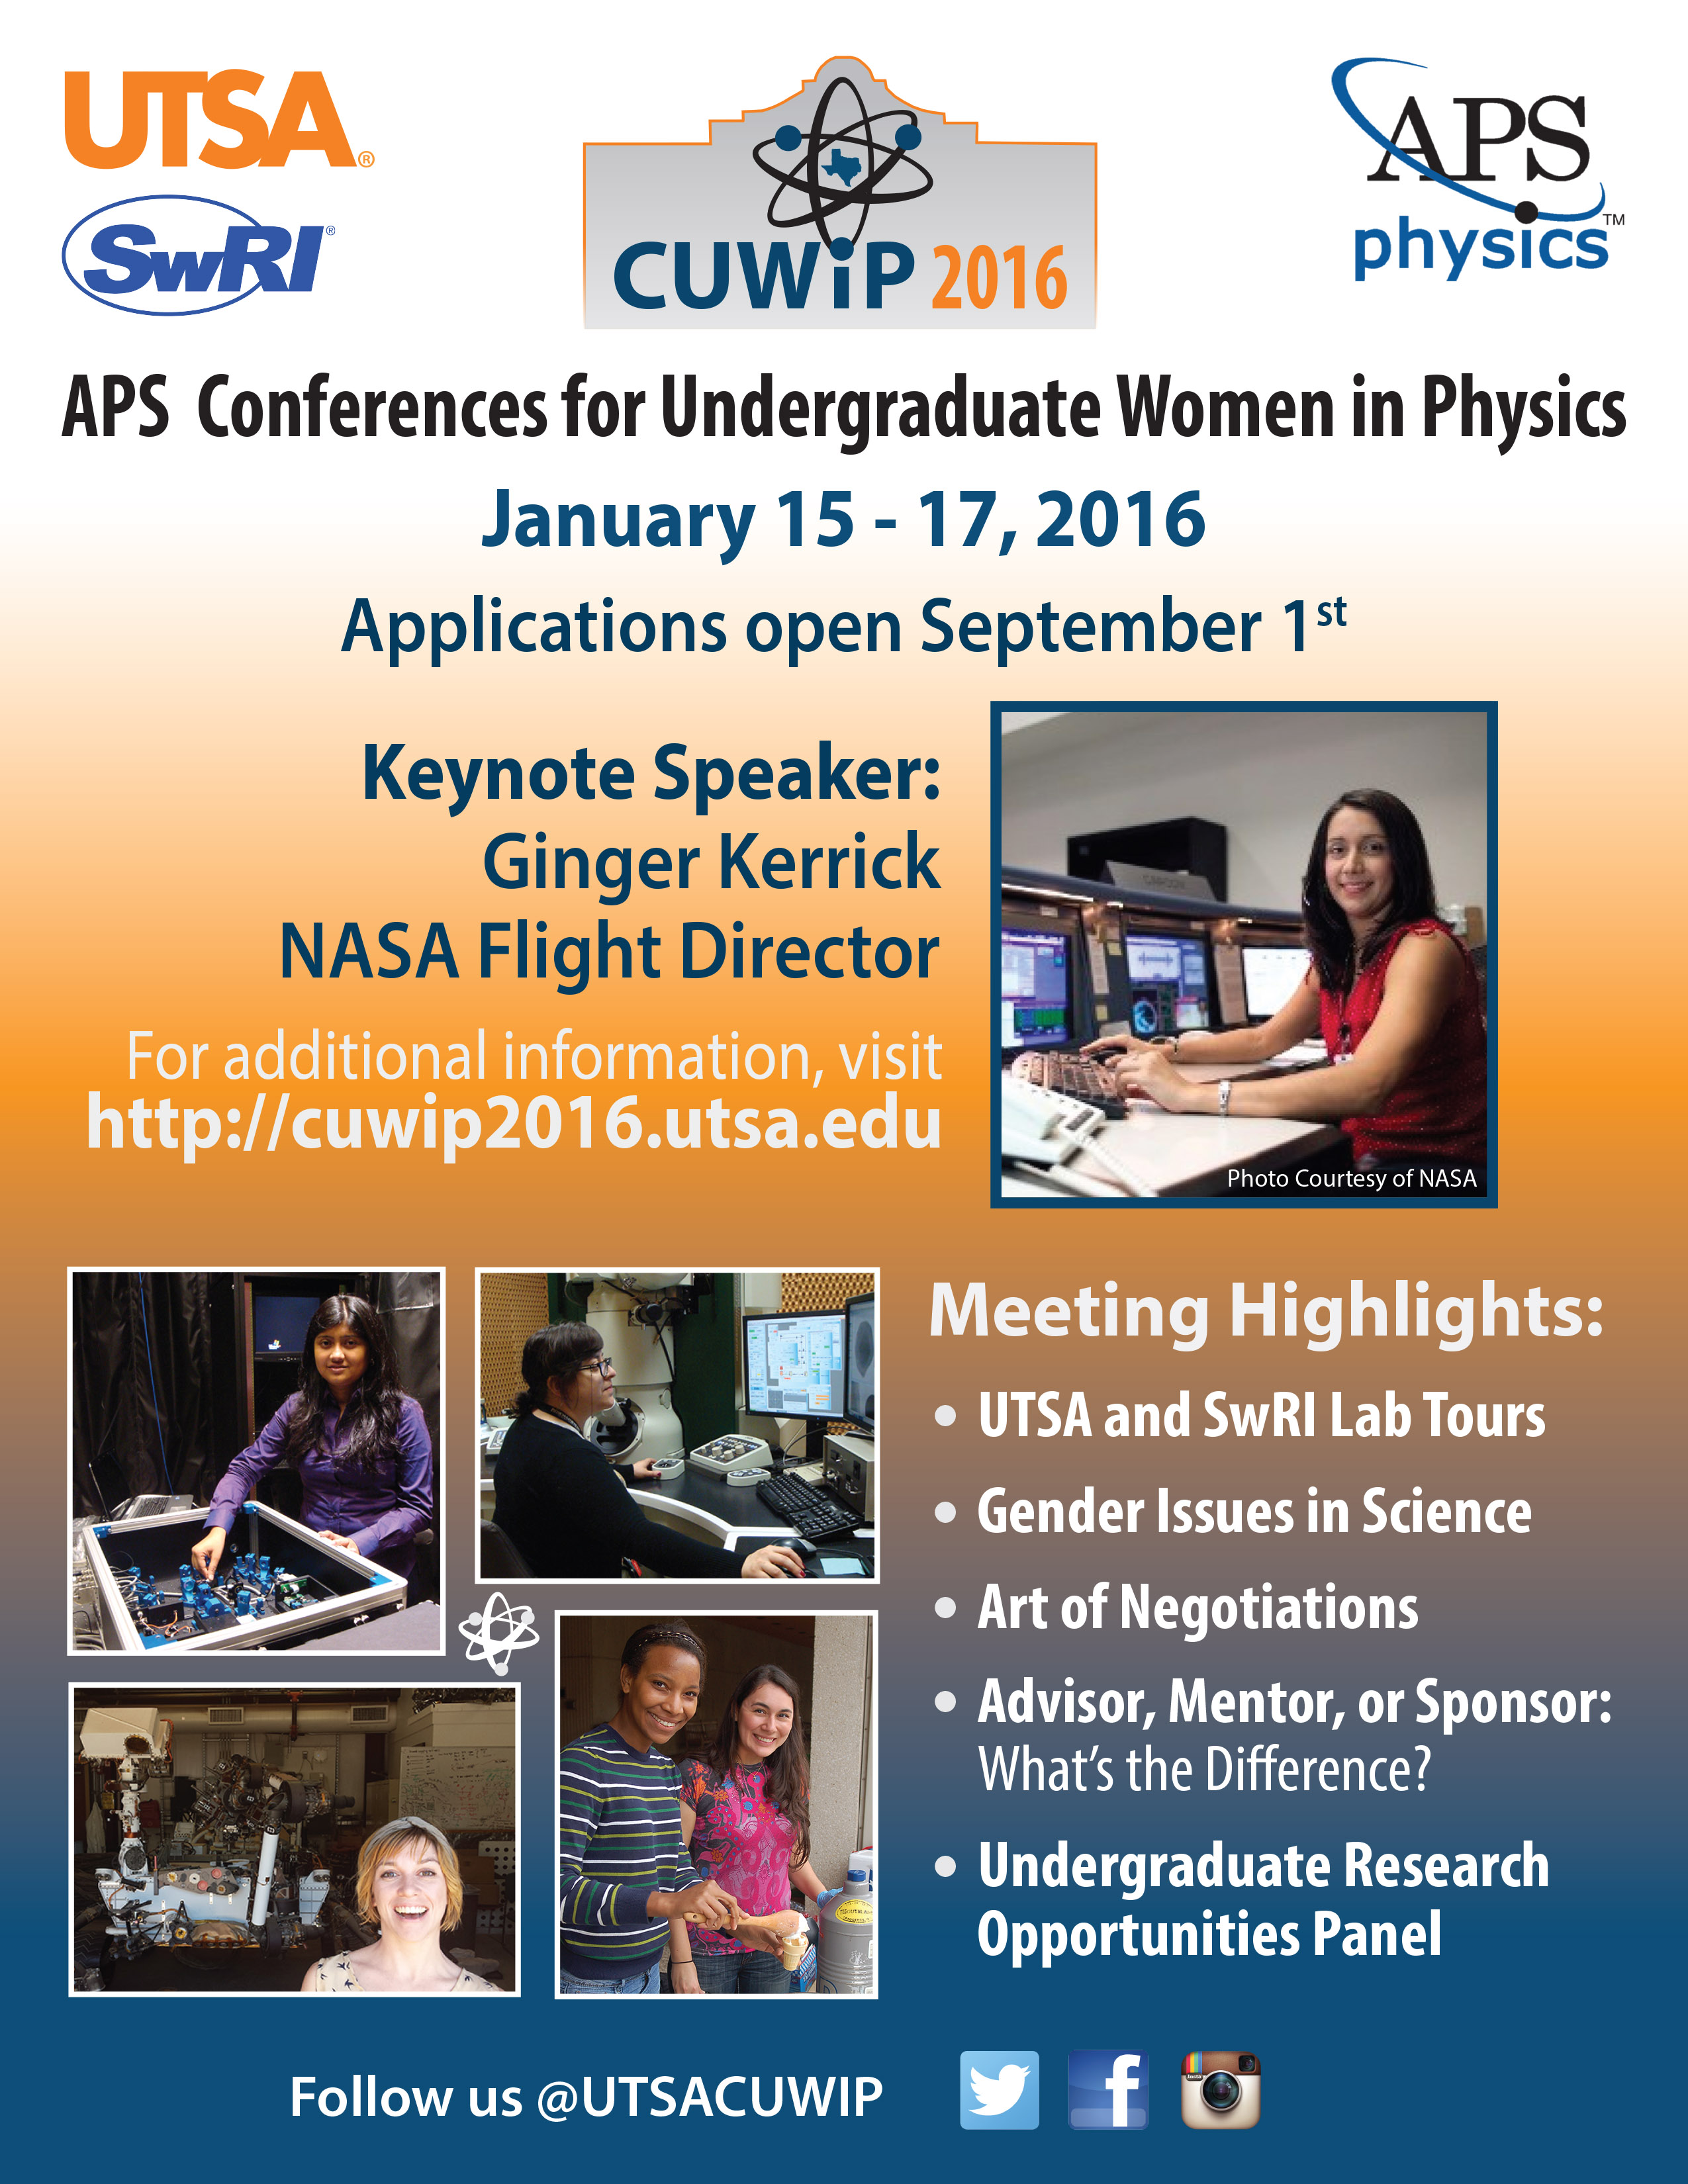 UTSA®
SwRI®
CUWiP 2016
APS
physics™
APS Conferences for Undergraduate Women in Physics
January 15 - 17, 2016
Applications open September 1st
Keynote Speaker:
Ginger Kerrick
NASA Flight Director
For additional information, visit
http://cuwip2016.utsa.edu
Photo Courtesy of NASA
Meeting Highlights:
• UTSA and SwRI Lab Tours
• Gender Issues in Science
• Art of Negotiations
• Advisor, Mentor, or Sponsor:
What's the Difference?
• Undergraduate Research
Opportunities Panel
Follow us @UTSACUWIP